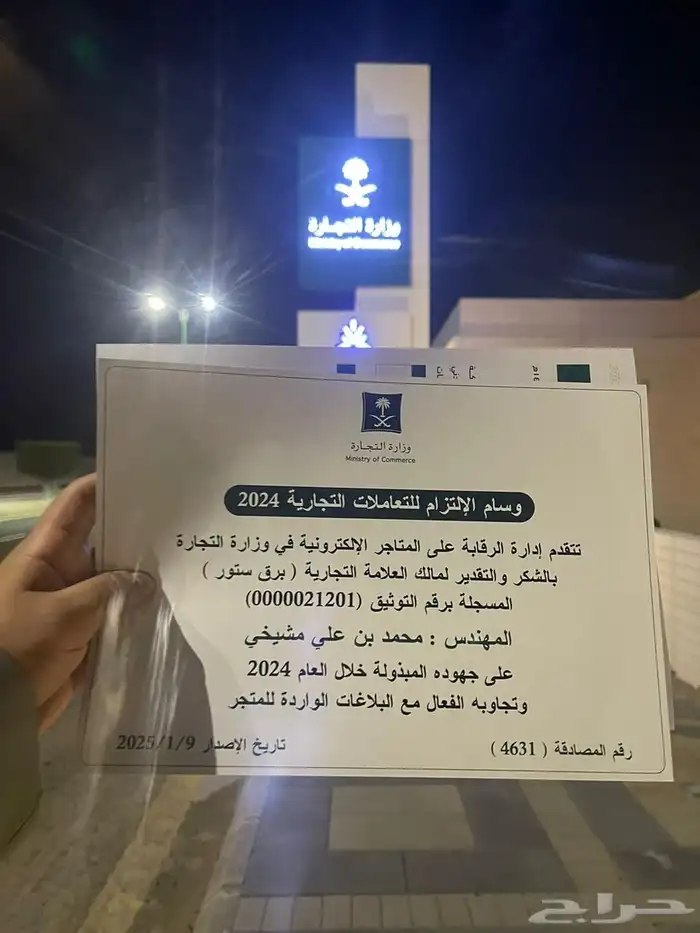 وزارة التجارة
Ministry of Commerce
وزارة التجارة
Ministry of Commerce
وسام الإلتزام للتعاملات التجارية 2024
تتقدم إدارة الرقابة على المتاجر الإلكترونية في وزارة التجارة
بالشكر والتقدير لمالك العلامة التجارية ( برق ستور )
المسجلة برقم التوثيق (0000021201)
المهندس : محمد بن علي مشيخي
على جهوده المبذولة خلال العام 2024
وتجاوبه الفعال مع البلاغات الواردة للمتجر
رقم المصادقة ( 4631 )
تاريخ الإصدار 2025/1/9
حراج